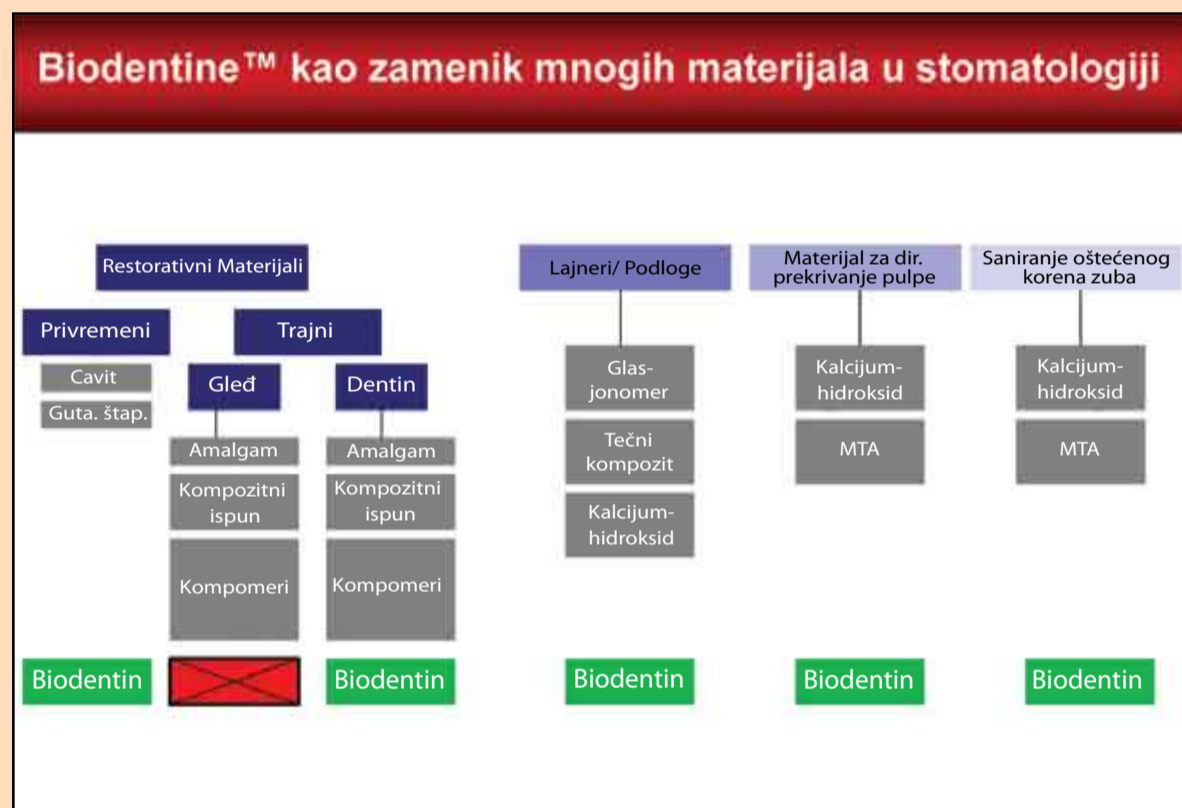 Biodentine™ kao zamenik mnogih materijala u stomatologiji
Restorativni Materijali
Privremeni
Trajni
Cavit
Guta. štap.
Gleđ
Dentin
Amalgam
Kompozitni
ispun
Kompomeri
Amalgam
Kompozitni
ispun
Kompomeri
Biodentin
Biodentin
Lajneri/ Podloge
Glas-
jonomer
Tečni
kompozit
Kalcijum-
hidroksid
Biodentin
Materijal za dir.
prekrivanje pulpe
Kalcijum-
hidroksid
MTA
Biodentin
Saniranje oštećenog
korena zuba
Kalcijum-
hidroksid
MTA
Biodentin